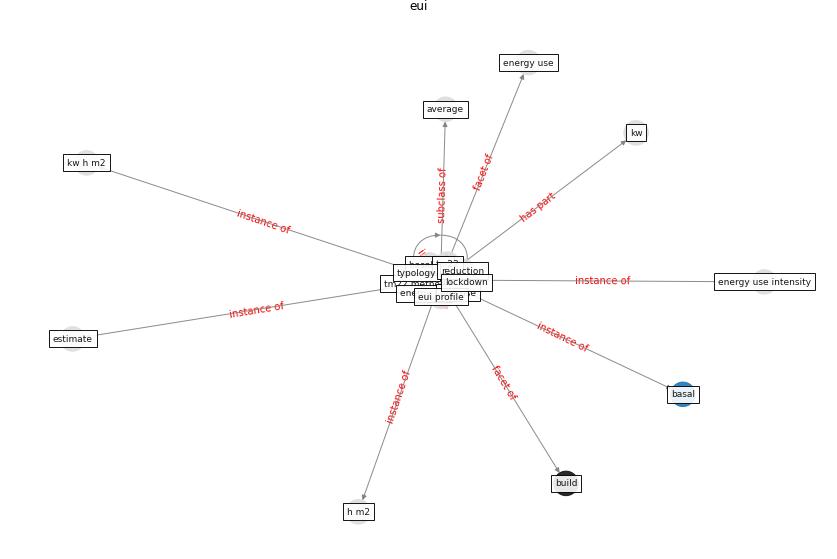 eui
energy use
average
kw
kw h m2
instance of
subclass of
facet of
has part
typology
reduction
lockdown
eui profile
instance of
energy use intensity
estimate
instance of
instance of
basal
instance of
facet of
build
h m2